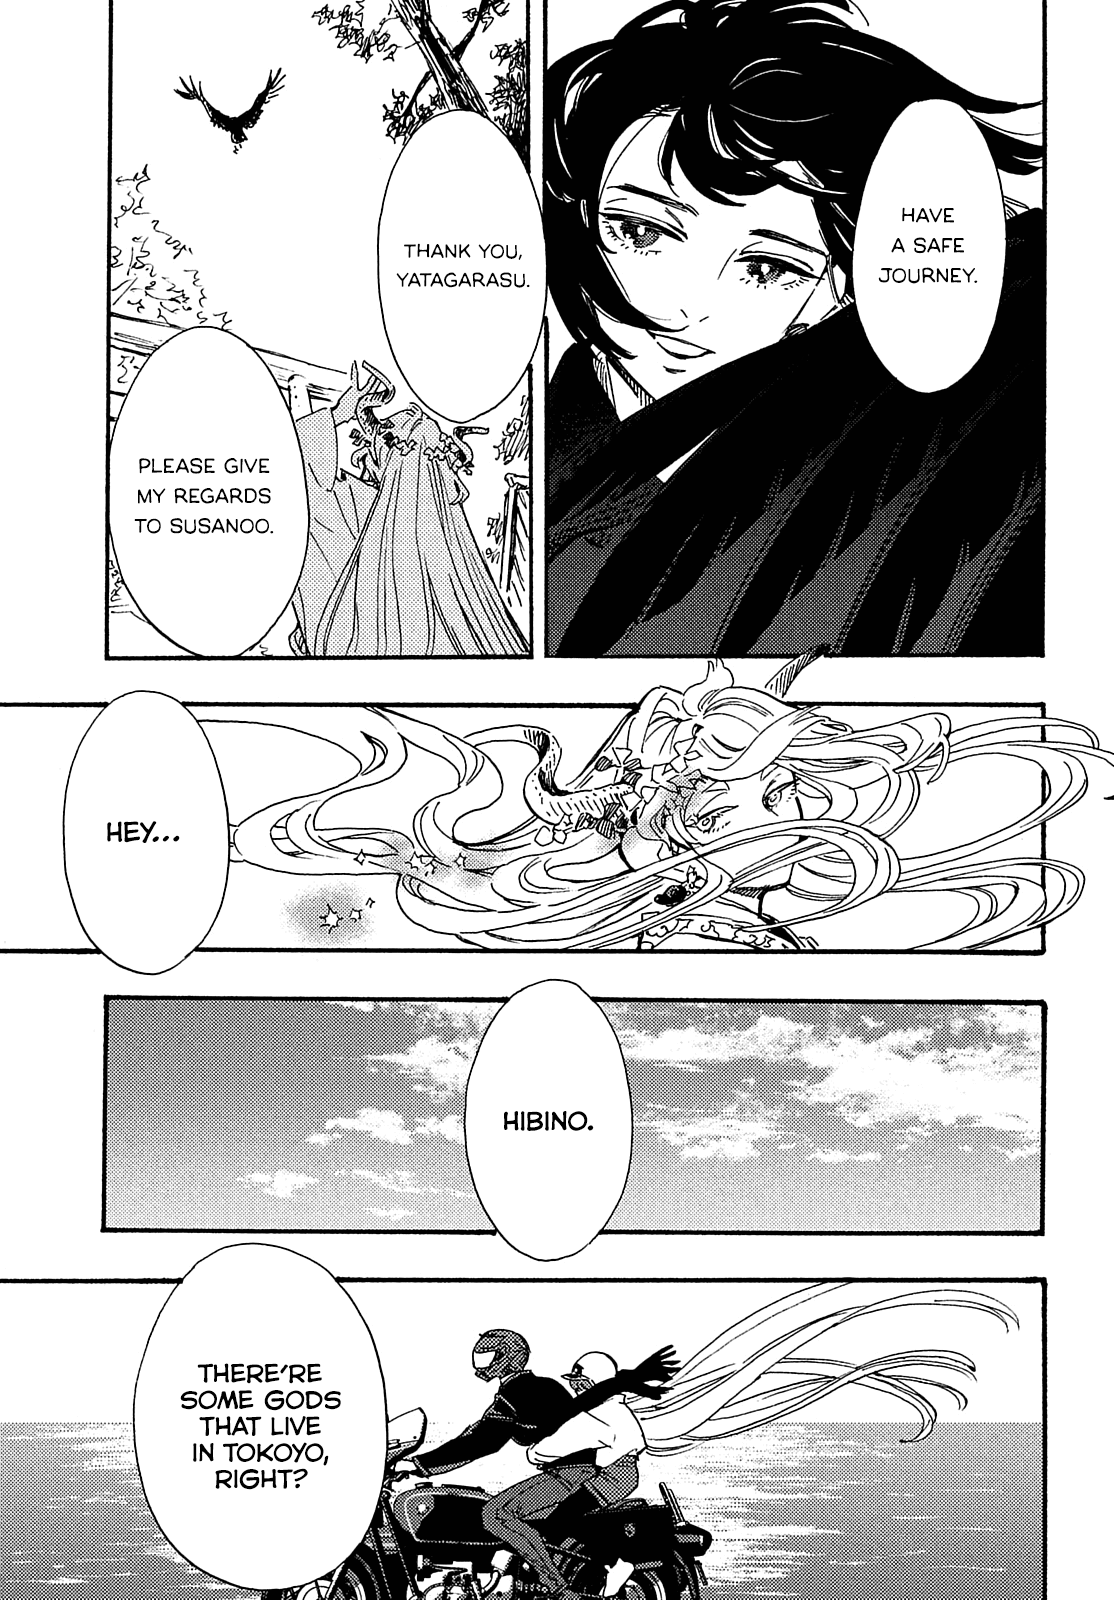 HAVE
A SAFE
JOURNEY.
THANK YOU,
YATAGARASU.
PLEASE GIVE
MY REGARDS
TO SUSANOO.
HEY...
HIBINO.
THERE'RE
SOME GODS
THAT LIVE
IN TOKOYO,
RIGHT?